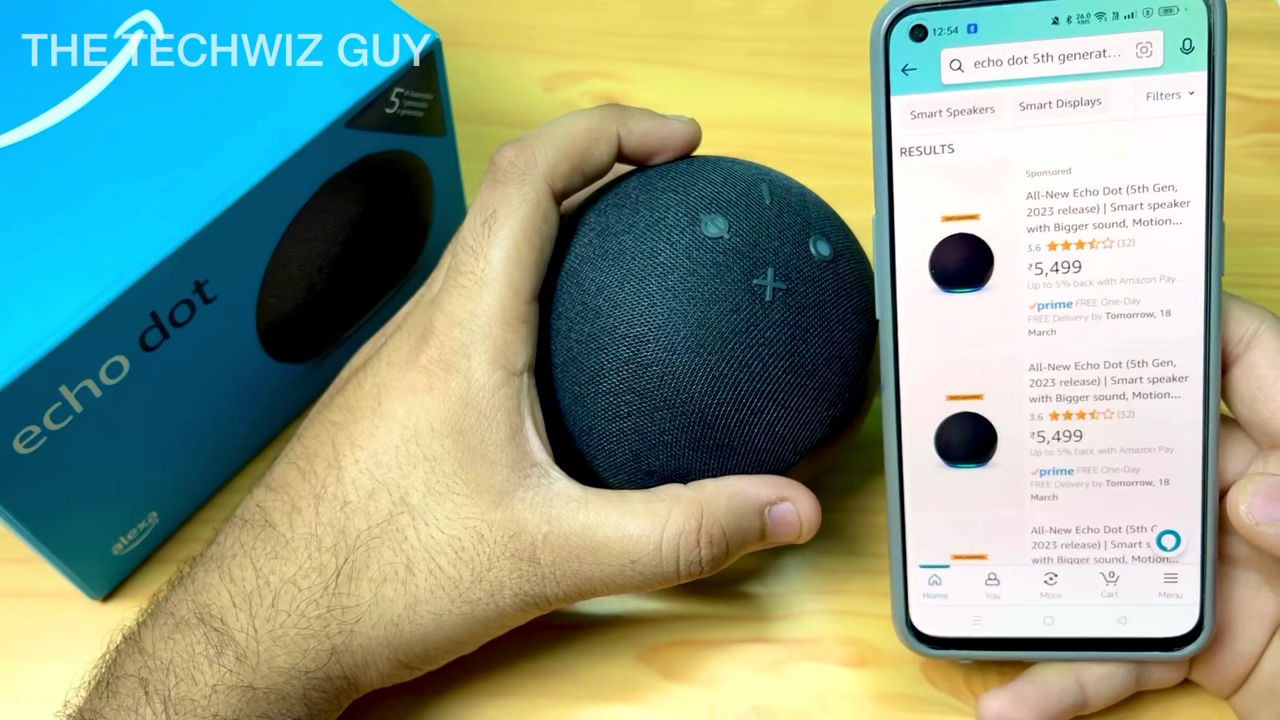 THE TECHWIZ GUY
5
echo dot
alexa
12:54
26.0
KB/S
echo dot 5th generat...
Smart Speakers
Smart Displays
Filters
RESULTS
Sponsored
All-New Echo Dot (5th Gen,
2023 release) | Smart speaker
with Bigger sound, Motion...
3.6 (32)
₹5,499
Up to 5% back with Amazon Pay...
prime FREE One-Day
FREE Delivery by Tomorrow, 18
March
All-New Echo Dot (5th Gen,
2023 release) | Smart speaker
with Bigger sound, Motion...
3.6 (32)
₹5,499
Up to 5% back with Amazon Pay
prime FREE One-Day
FREE Delivery by Tomorrow, 18
March
All-New Echo Dot (5th G
2023 release) | Smart s
with Bigger sound, Motion
Home
You
More
0
Cart
Menu